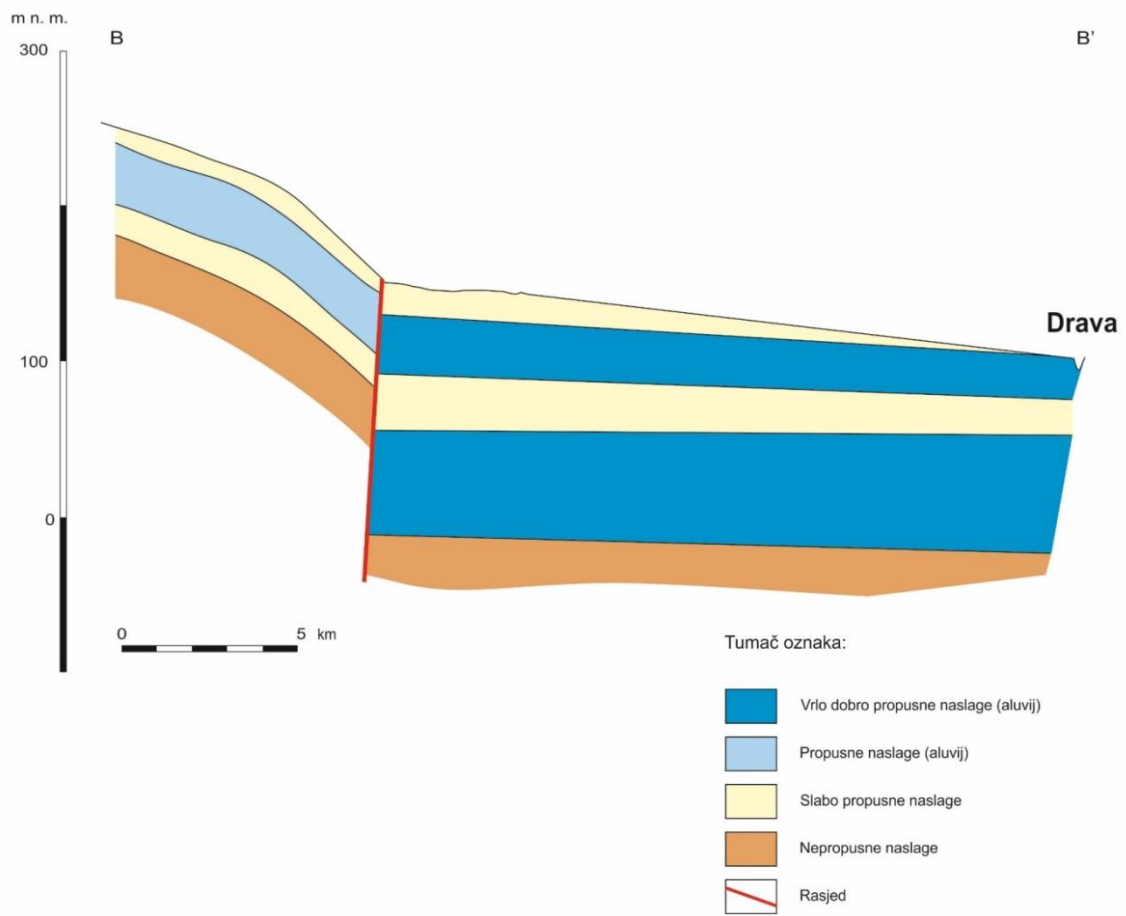 m n. m.
300
B
B'
100
Drava
0
0 5 km
Tumač oznaka:
Vrlo dobro propusne naslage (aluvij)
Propusne naslage (aluvij)
Slabo propusne naslage
Nepropusne naslage
Rasjed